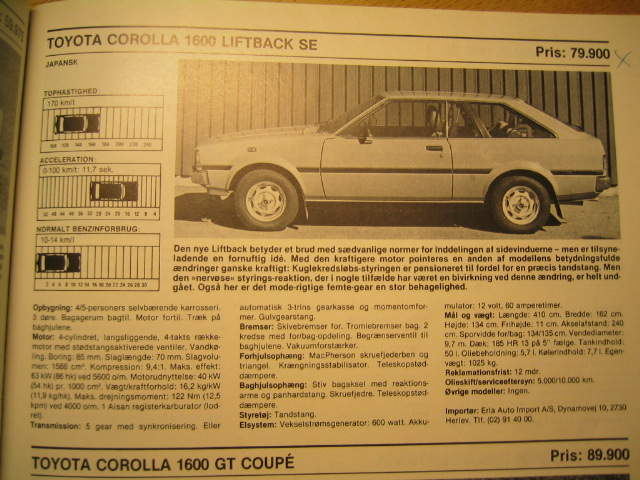 TOYOTA COROLLA 1600 LIFTBACK SE
Pris: 79.900
JAPANSK
TOPHASTIGHED:
170 km/t
ACCELERATION:
0-100 km/t: 11,7 sek.
NORMALT BENZINFORBRUG:
10-14 km/l
Den nye Liftback betyder et brud med sædvanlige normer for inddelingen af sidevinduerne – men er tilsyne-
ladende en fornuftig idé. Med den kraftigere motor pointeres en anden af modellens betydningsfulde
ændringer ganske kraftigt: Kuglekredsløbs-styringen er pensioneret til fordel for en præcis tandstang. Men
den »nervøse« styrings-reaktion, der i nogle tilfælde har været en bivirkning ved denne ændring, er helt und-
gået. Også her er det mode-rigtige femte-gear en stor behagelighed.
Opbygning: 4/5-personers selvbærende karrosseri.
3 døre. Bagagerum bagtil. Motor fortil. Træk på
baghjulene.
Motor: 4-cylindret, langsliggende, 4-takts række-
motor med stødstangsaktiverede ventiler. Vandkø-
ling. Boring: 85 mm. Slaglængde: 70 mm. Slagvolu-
men: 1588 cm³. Kompression: 9,4:1. Maks. effekt:
63 kW (86 hk) ved 5600 o/m. Motorudnyttelse: 40 kW
(54 hk) pr. 1000 cm³. Vægt/kraftforhold: 16,2 kg/kW
(11,9 kg/hk). Maks. drejningsmoment: 122 Nm (12,5
kpm) ved 4000 o/m. 1 Aisan registerkarburator (lod-
ret).
Transmission: 5 gear med synkronisering. Eller
automatisk 3-trins gearkasse og momentomfor-
mer. Gulvgearstang.
Bremser: Skivebremser for. Tromlebremser bag. 2
kredse med for/bag-opdeling. Begrænserventil til
baghjulene. Vakuumforstærker.
Forhjulsophæng: MacPherson skruefjederben og
triangel. Krængningsstabilisator. Teleskopstød-
dæmpere.
Baghjulsophæng: Stiv bagaksel med reaktions-
arme og panhardstang. Skruefjedre. Teleskopstød-
dæmpere.
Styretøj: Tandstang.
Elsystem: Vekselstrømsgenerator: 600 watt. Akku-
mulator: 12 volt, 60 amperetimer.
Mål og vægt: Længde: 410 cm. Bredde: 162 cm.
Højde: 134 cm. Frihøjde: 11 cm. Akselafstand: 240
cm. Sporvidde for/bag: 134/135 cm. Vendediameter:
9,7 m. Dæk: 185 HR 13 på 5" fælge. Tankindhold:
50 l. Olieholdning: 5,7 l. Kølerindhold: 7,7 l. Egen-
vægt: 1025 kg.
Reklamationsfrist: 12 mdr.
Olieskift/serviceeftersyn: 5.000/10.000 km.
Øvrige modeller: Ingen.
Importør: Erla Auto Import A/S, Dynamovej 10, 2730
Herlev. Tlf. (02) 91 40 00.
TOYOTA COROLLA 1600 GT COUPÉ
Pris: 89.900